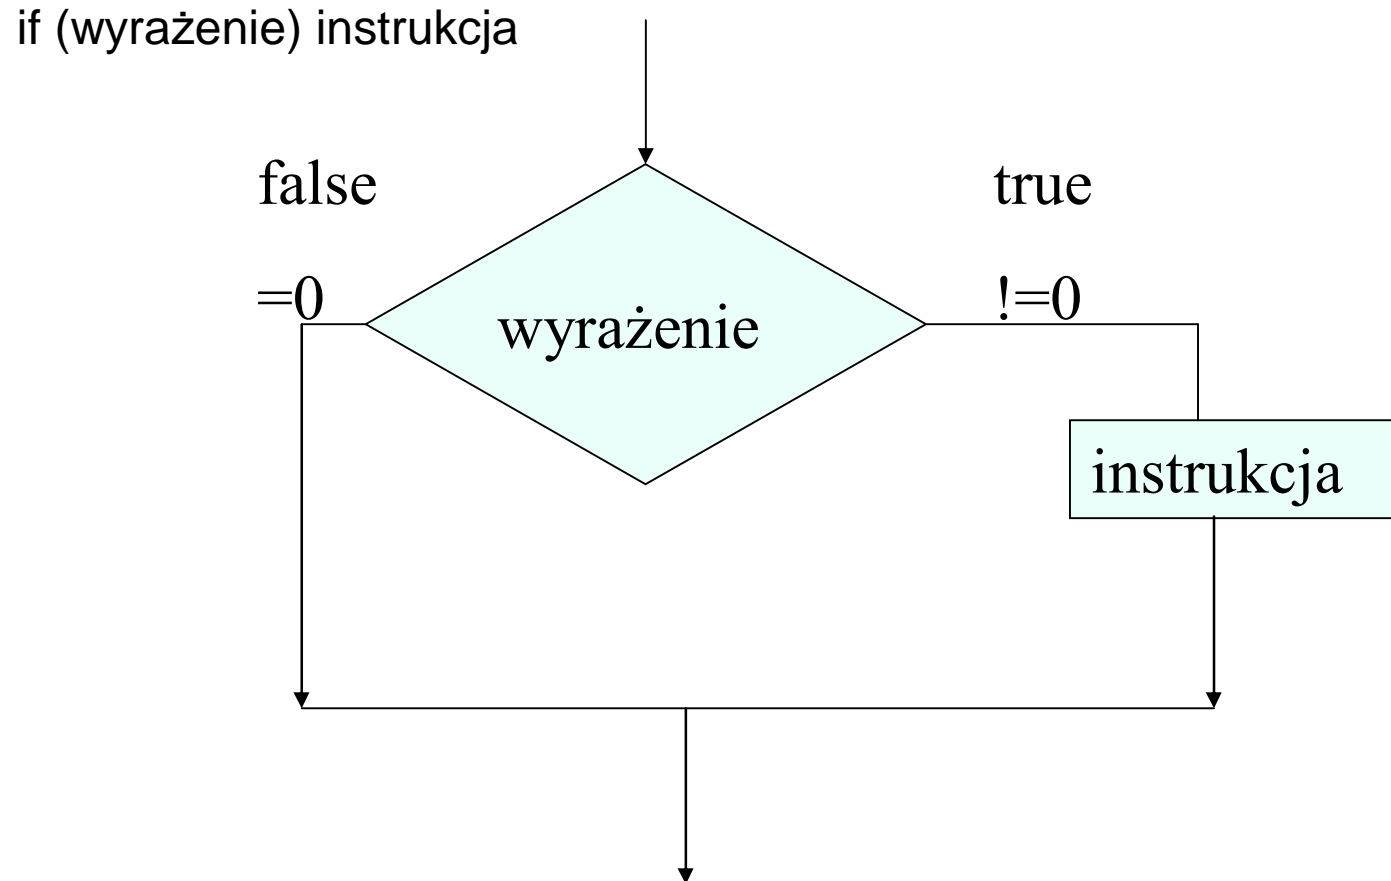 if (wyrażenie) instrukcja
false
true
=0
!=0
wyrażenie
instrukcja